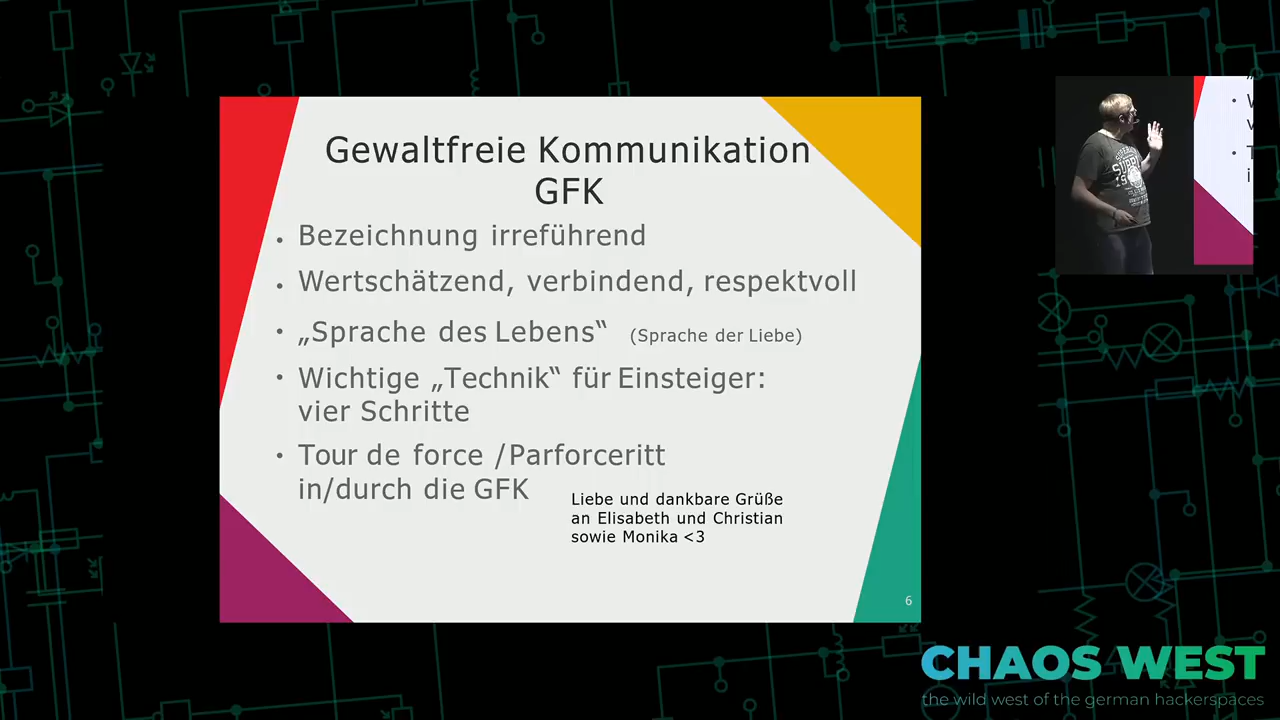 Gewaltfreie Kommunikation
GFK
• Bezeichnung irreführend
• Wertschätzend, verbindend, respektvoll
• „Sprache des Lebens“ (Sprache der Liebe)
• Wichtige „Technik“ für Einsteiger:
vier Schritte
• Tour de force /Parforceritt
in/durch die GFK
Liebe und dankbare Grüße
an Elisabeth und Christian
sowie Monika <3
6
CHAOS WEST
the wild west of the german hackerspaces